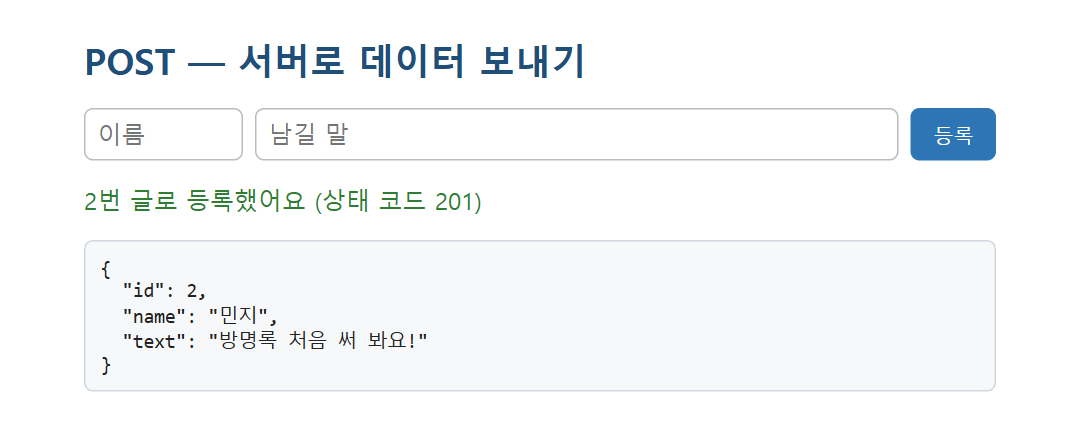 POST — 서버로 데이터 보내기
이름
남길 말
등록
2번 글로 등록했어요 (상태 코드 201)
{
  "id": 2,
  "name": "민지",
  "text": "방명록 처음 써 봐요!"
}